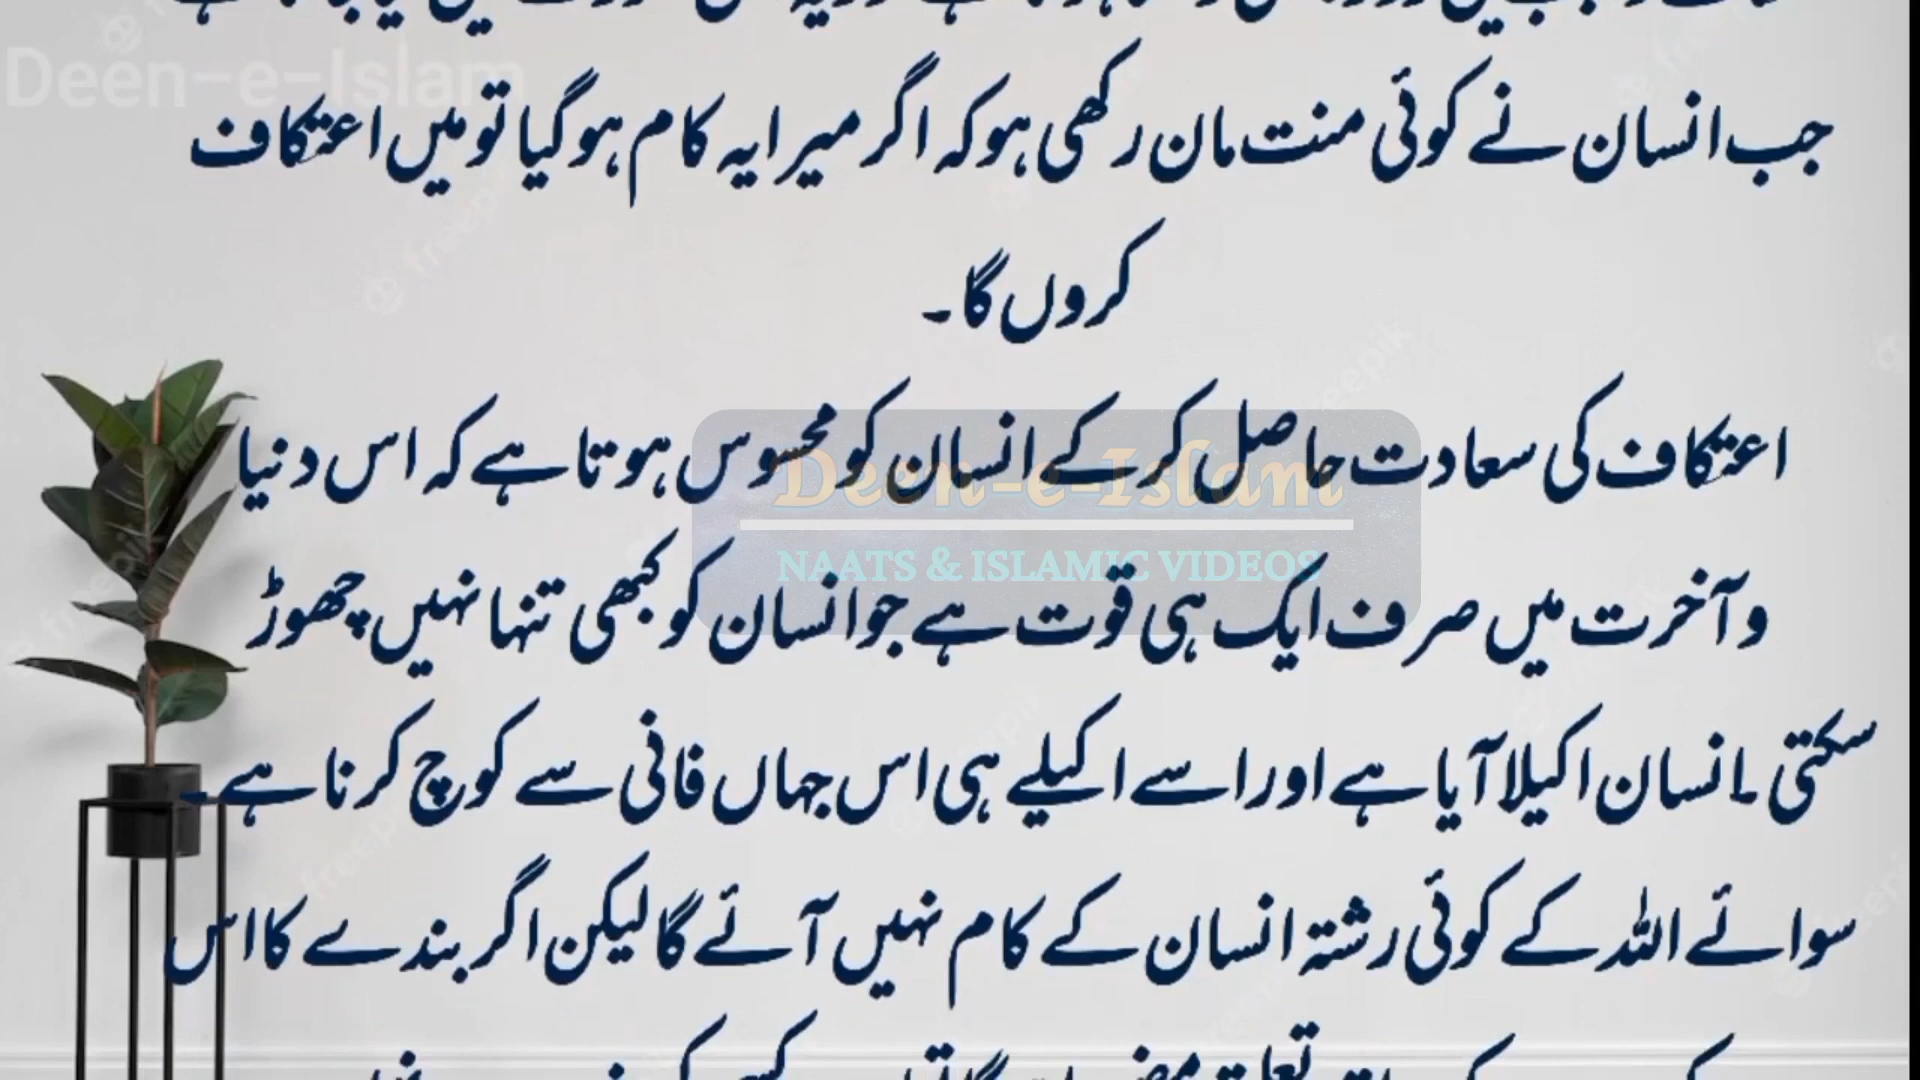 Deen-e-Islam
جب انسان نے کوئی منت مان رکھی ہو کہ اگر میرا یہ کام ہو گیا تو میں اعتکاف
کروں گا۔
اعتکاف کی سعادت حاصل کر کے انسان کو محسوس ہوتا ہے کہ اس دنیا
Deen-e-Islam
NAATS & ISLAMIC VIDEOS
و آخرت میں صرف ایک ہی قوت ہے جو انسان کو کبھی تنہا نہیں چھوڑ
سکتی۔ انسان اکیلا آیا ہے اور اسے اکیلے ہی اس جہاں فانی سے کوچ کرنا ہے۔
سوائے اللہ کے کوئی رشتہ انسان کے کام نہیں آئے گا لیکن اگر بندے کا اس